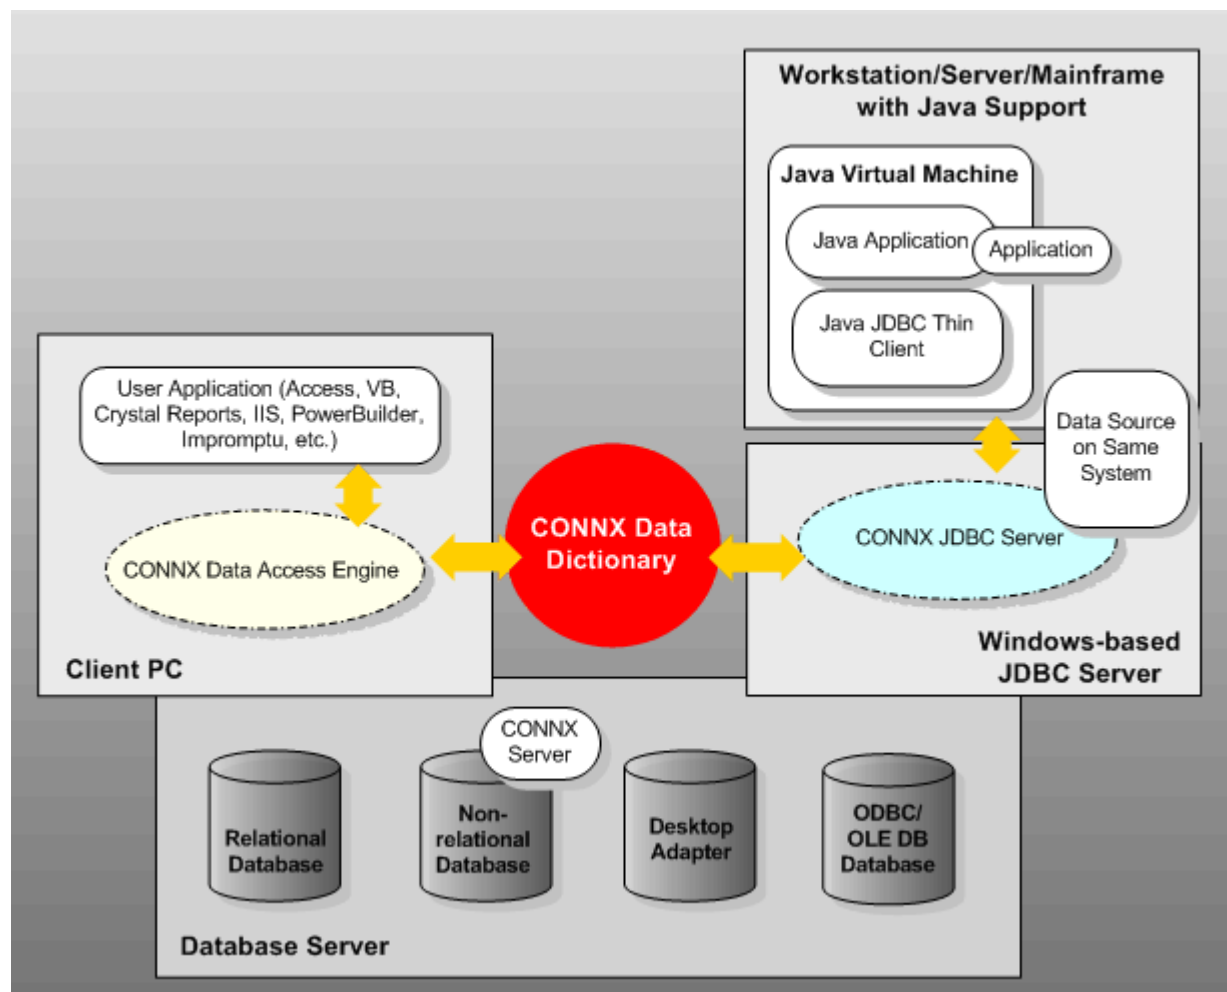 Workstation/Server/Mainframe
with Java Support
Java Virtual Machine
Java Application
Application
Java JDBC Thin
Client
User Application (Access, VB,
Crystal Reports, IIS, PowerBuilder,
Impromptu, etc.)
Data Source
on Same
System
CONNX Data Access Engine
CONNX Data
Dictionary
CONNX JDBC Server
Client PC
Windows-based
JDBC Server
CONNX
Server
Relational
Database
Non-
relational
Database
Desktop
Adapter
ODBC/
OLE DB
Database
Database Server